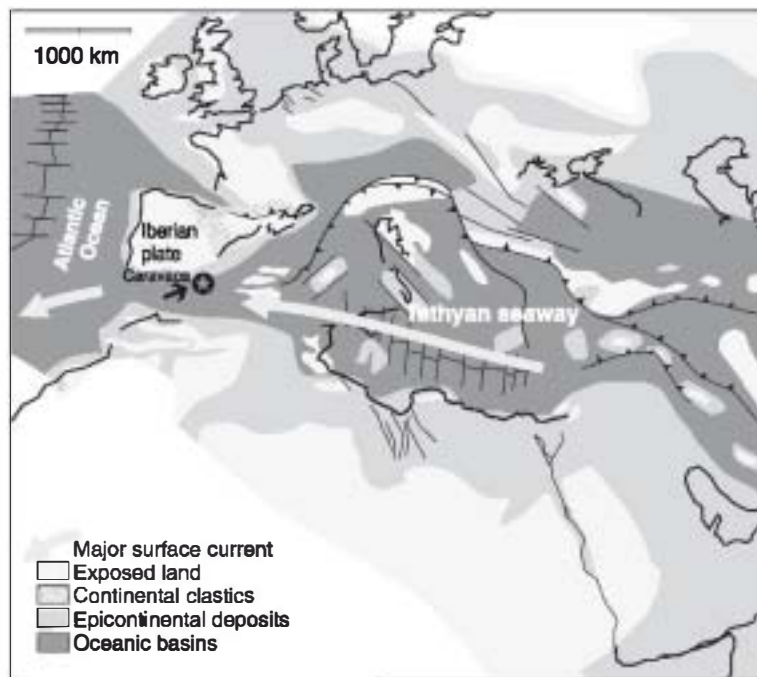 1000 km
Atlantic
Ocean
Iberian
plate
Caravaca
Tethyan seaway
Major surface current
Exposed land
Continental clastics
Epicontinental deposits
Oceanic basins